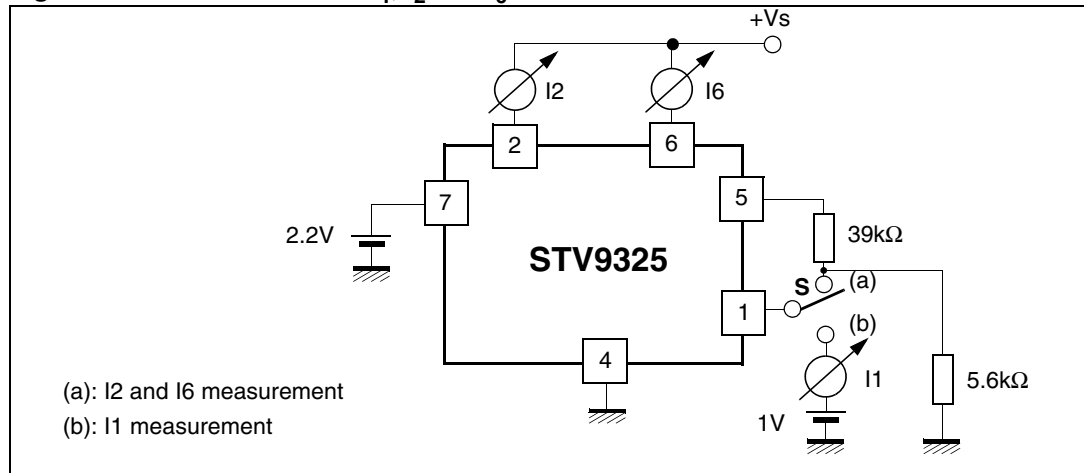 +Vs
I2
I6
2
6
7
5
2.2V
39kΩ
STV9325
S
(a)
1
(b)
4
I1
5.6kΩ
(a): I2 and I6 measurement
1V
(b): I1 measurement